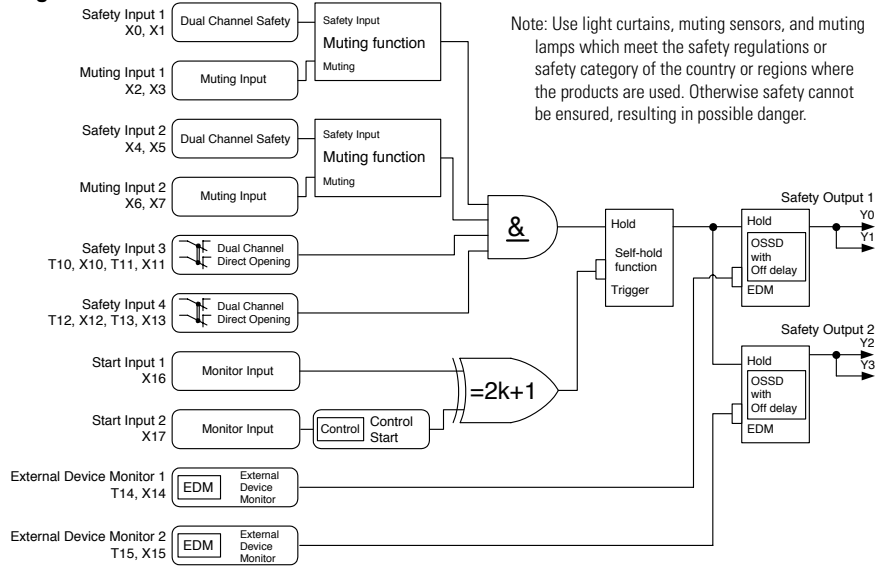 Safety Input 1
X0, X1
Dual Channel Safety
Safety Input
Muting function
Muting
Muting Input 1
X2, X3
Muting Input
Safety Input 2
X4, X5
Dual Channel Safety
Safety Input
Muting function
Muting
Muting Input 2
X6, X7
Muting Input
Note: Use light curtains, muting sensors, and muting
lamps which meet the safety regulations or
safety category of the country or regions where
the products are used. Otherwise safety cannot
be ensured, resulting in possible danger.
Safety Input 3
T10, X10, T11, X11
Dual Channel
Direct Opening
Safety Input 4
T12, X12, T13, X13
Dual Channel
Direct Opening
&
Hold
Self-hold
function
Trigger
Safety Output 1
Y0
Y1
Hold
OSSD
with
Off delay
EDM
Safety Output 2
Y2
Y3
Hold
OSSD
with
Off delay
EDM
Start Input 1
X16
Monitor Input
Start Input 2
X17
Monitor Input
Control
Control
Start
=2k+1
External Device Monitor 1
T14, X14
EDM
External
Device
Monitor
External Device Monitor 2
T15, X15
EDM
External
Device
Monitor